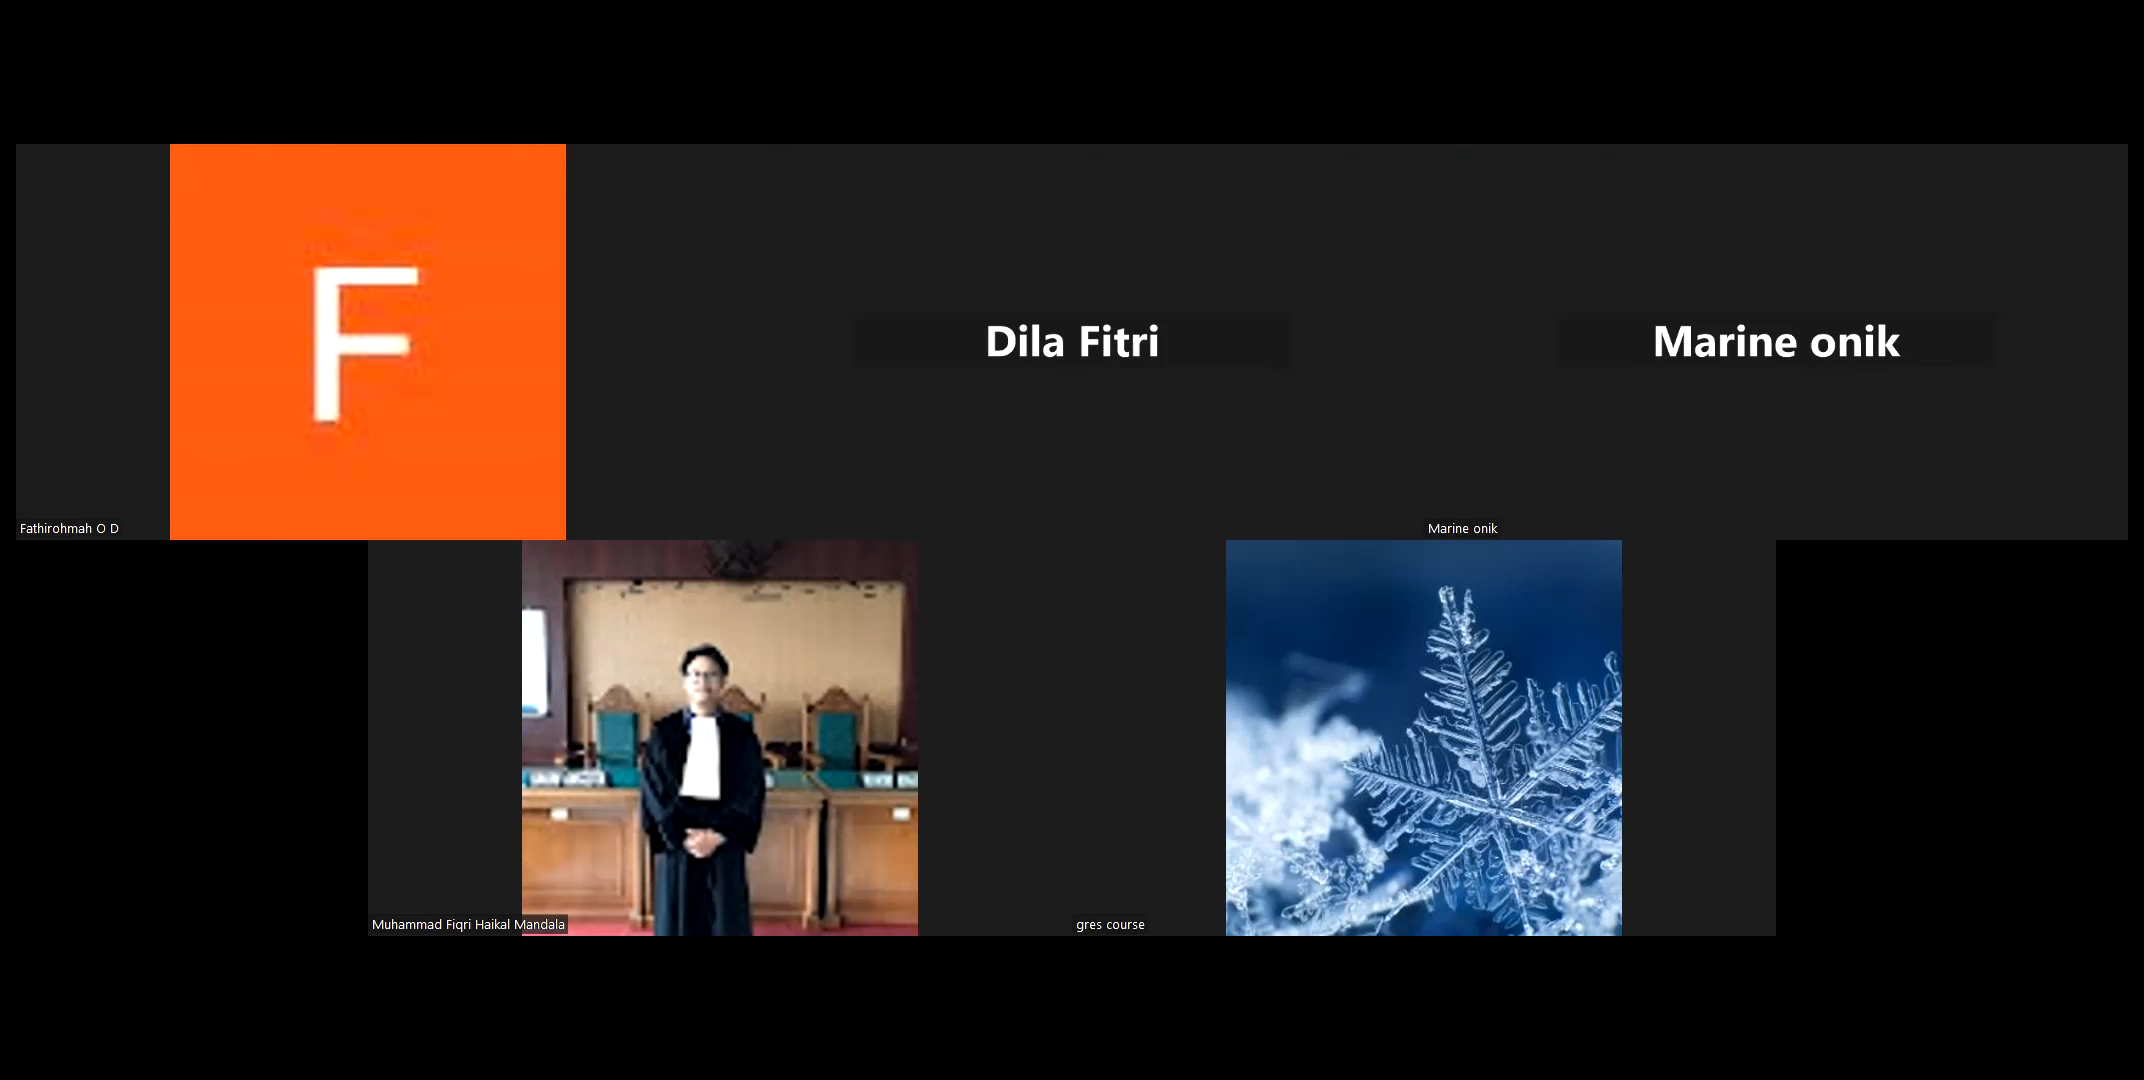 F
Dila Fitri
Marine onik
Fathirohmah O D
Marine onik
Muhammad Fiqri Haikal Mandala
gres course